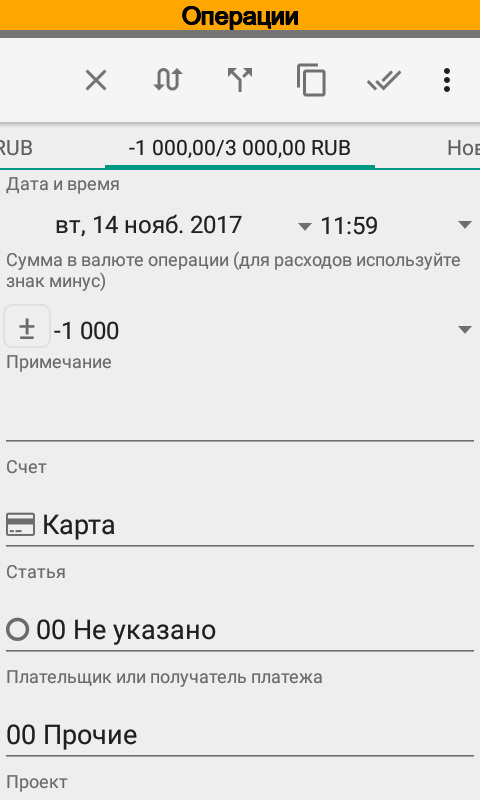 Операции
RUB
-1 000,00/3 000,00 RUB
Нов
Дата и время
вт, 14 нояб. 2017
11:59
Сумма в валюте операции (для расходов используйте
знак минус)
± -1 000
Примечание
Счет
Карта
Статья
00 Не указано
Плательщик или получатель платежа
00 Прочие
Проект